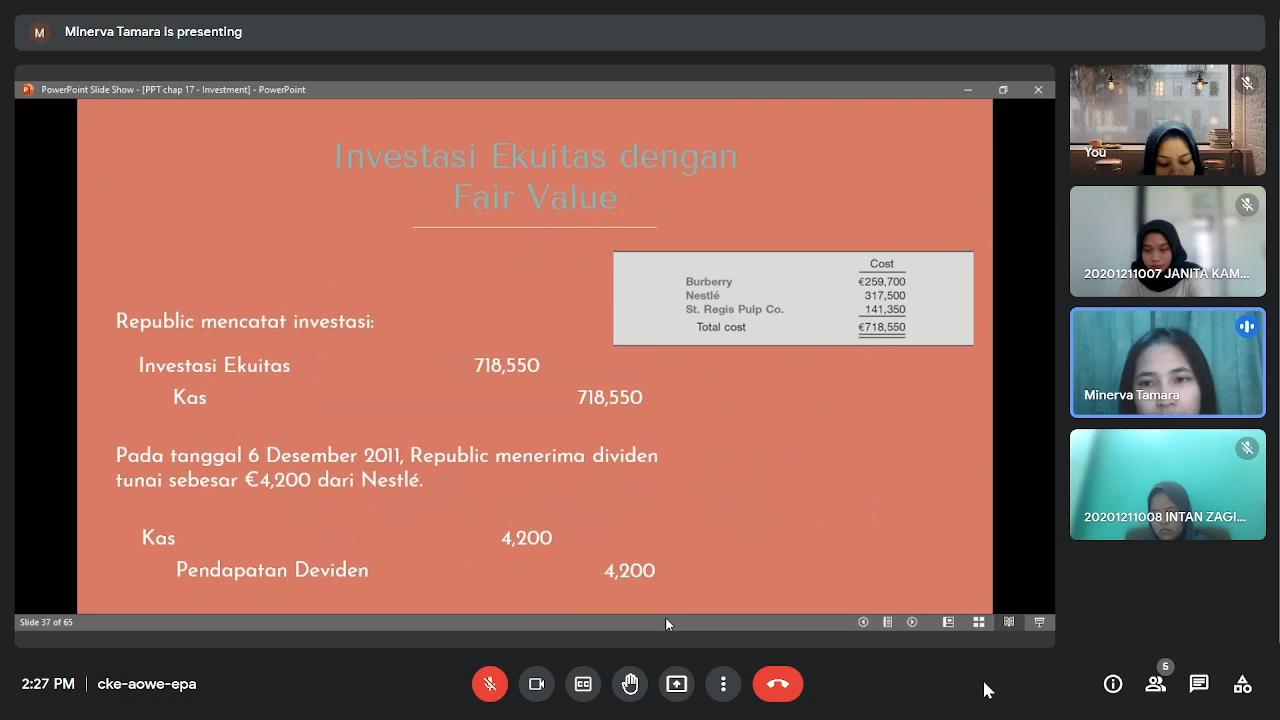 M Minerva Tamara is presenting
PowerPoint Slide Show - [PPT chap 17 - Investment] - PowerPoint
Investasi Ekuitas dengan
Fair Value
Cost
Burberry €259,700
Nestlé 317,500
St. Regis Pulp Co. 141,350
Total cost €718,550
Republic mencatat investasi:
Investasi Ekuitas 718,550
Kas 718,550
Pada tanggal 6 Desember 2011, Republic menerima dividen
tunai sebesar €4,200 dari Nestlé.
Kas 4,200
Pendapatan Deviden 4,200
Slide 37 of 65
You
20201211007 JANITA KAM...
Minerva Tamara
20201211008 INTAN ZAGI...
2:27 PM | cke-aowe-epa
CC
5